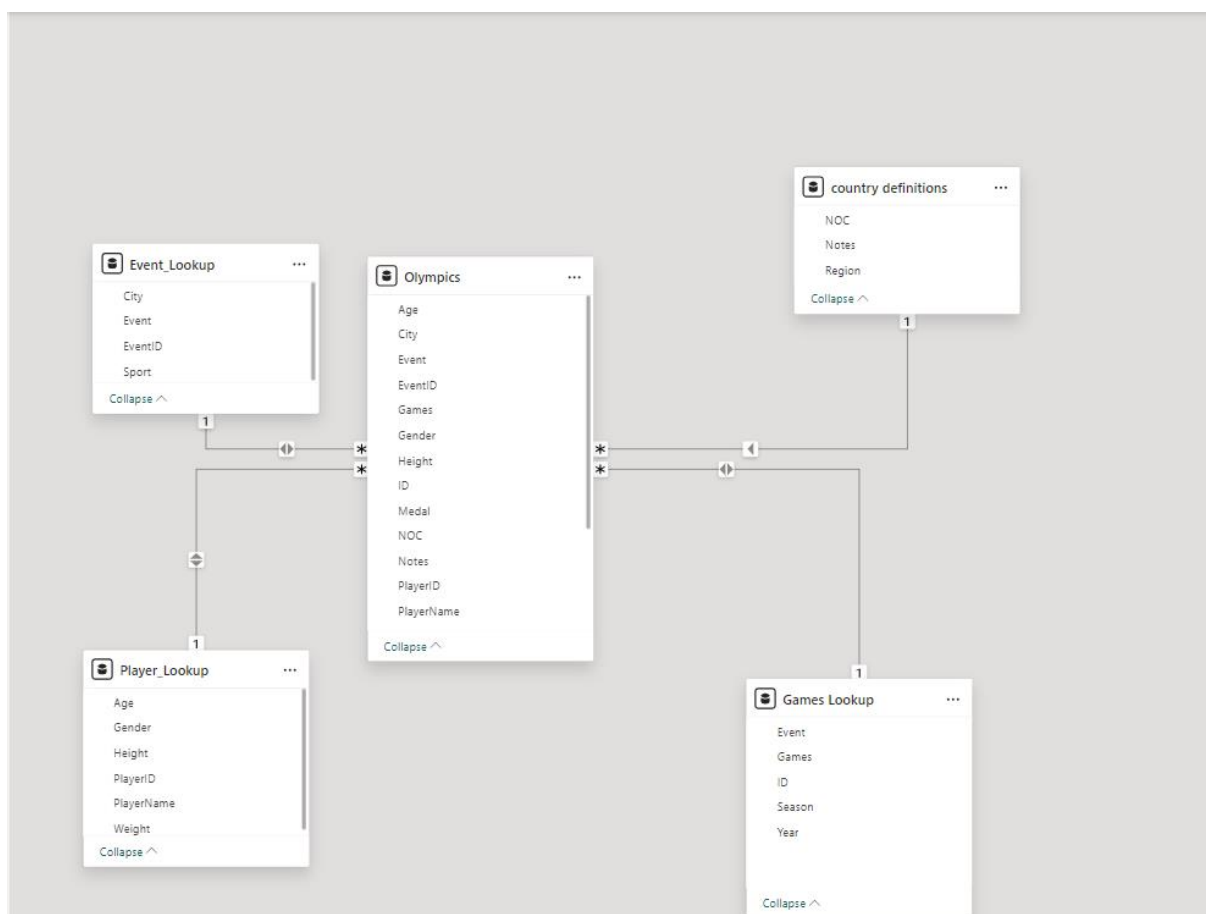 country definitions
NOC
Notes
Region
Collapse
1
Event_Lookup
City
Event
EventID
Sport
Collapse
1
Olympics
Age
City
Event
EventID
Games
Gender
Height
ID
Medal
NOC
Notes
PlayerID
PlayerName
Collapse
*
*
*
*
1
Player_Lookup
Age
Gender
Height
PlayerID
PlayerName
Weight
Collapse
1
Games Lookup
Event
Games
ID
Season
Year
Collapse